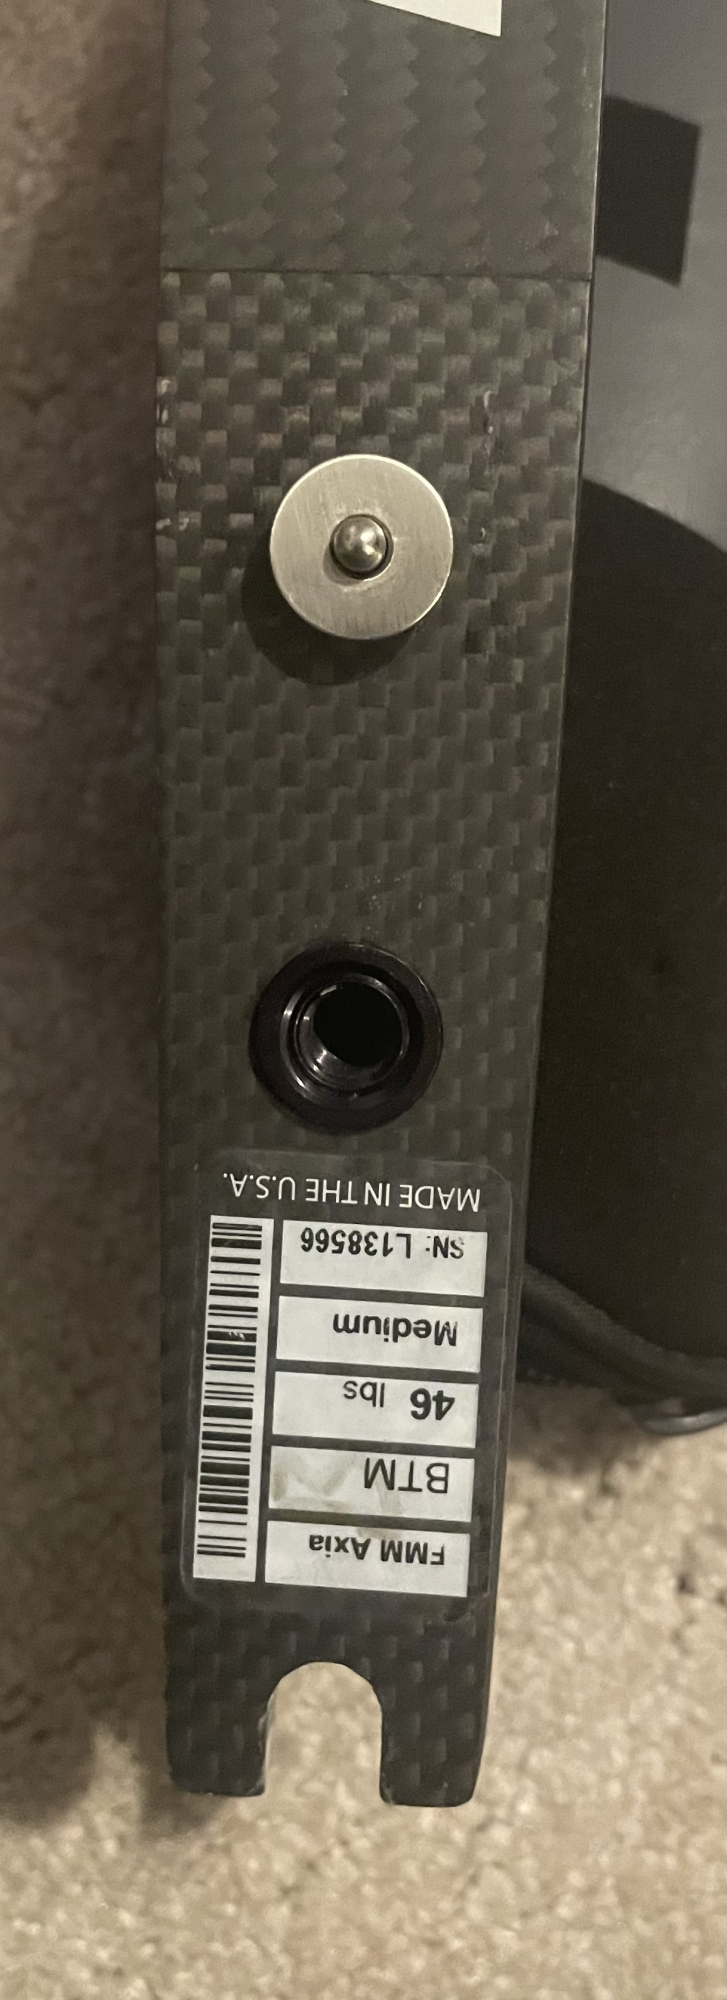 FMM Axia
BTM
46 lbs
Medium
SN: L138566
MADE IN THE U.S.A.